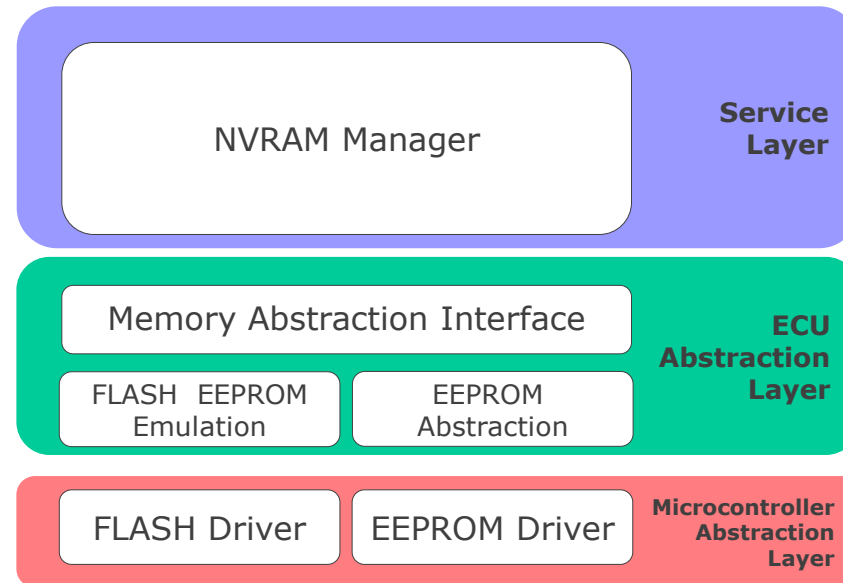 NVRAM Manager
Service
Layer
Memory Abstraction Interface
FLASH EEPROM
Emulation
EEPROM
Abstraction
ECU
Abstraction
Layer
FLASH Driver
EEPROM Driver
Microcontroller
Abstraction
Layer